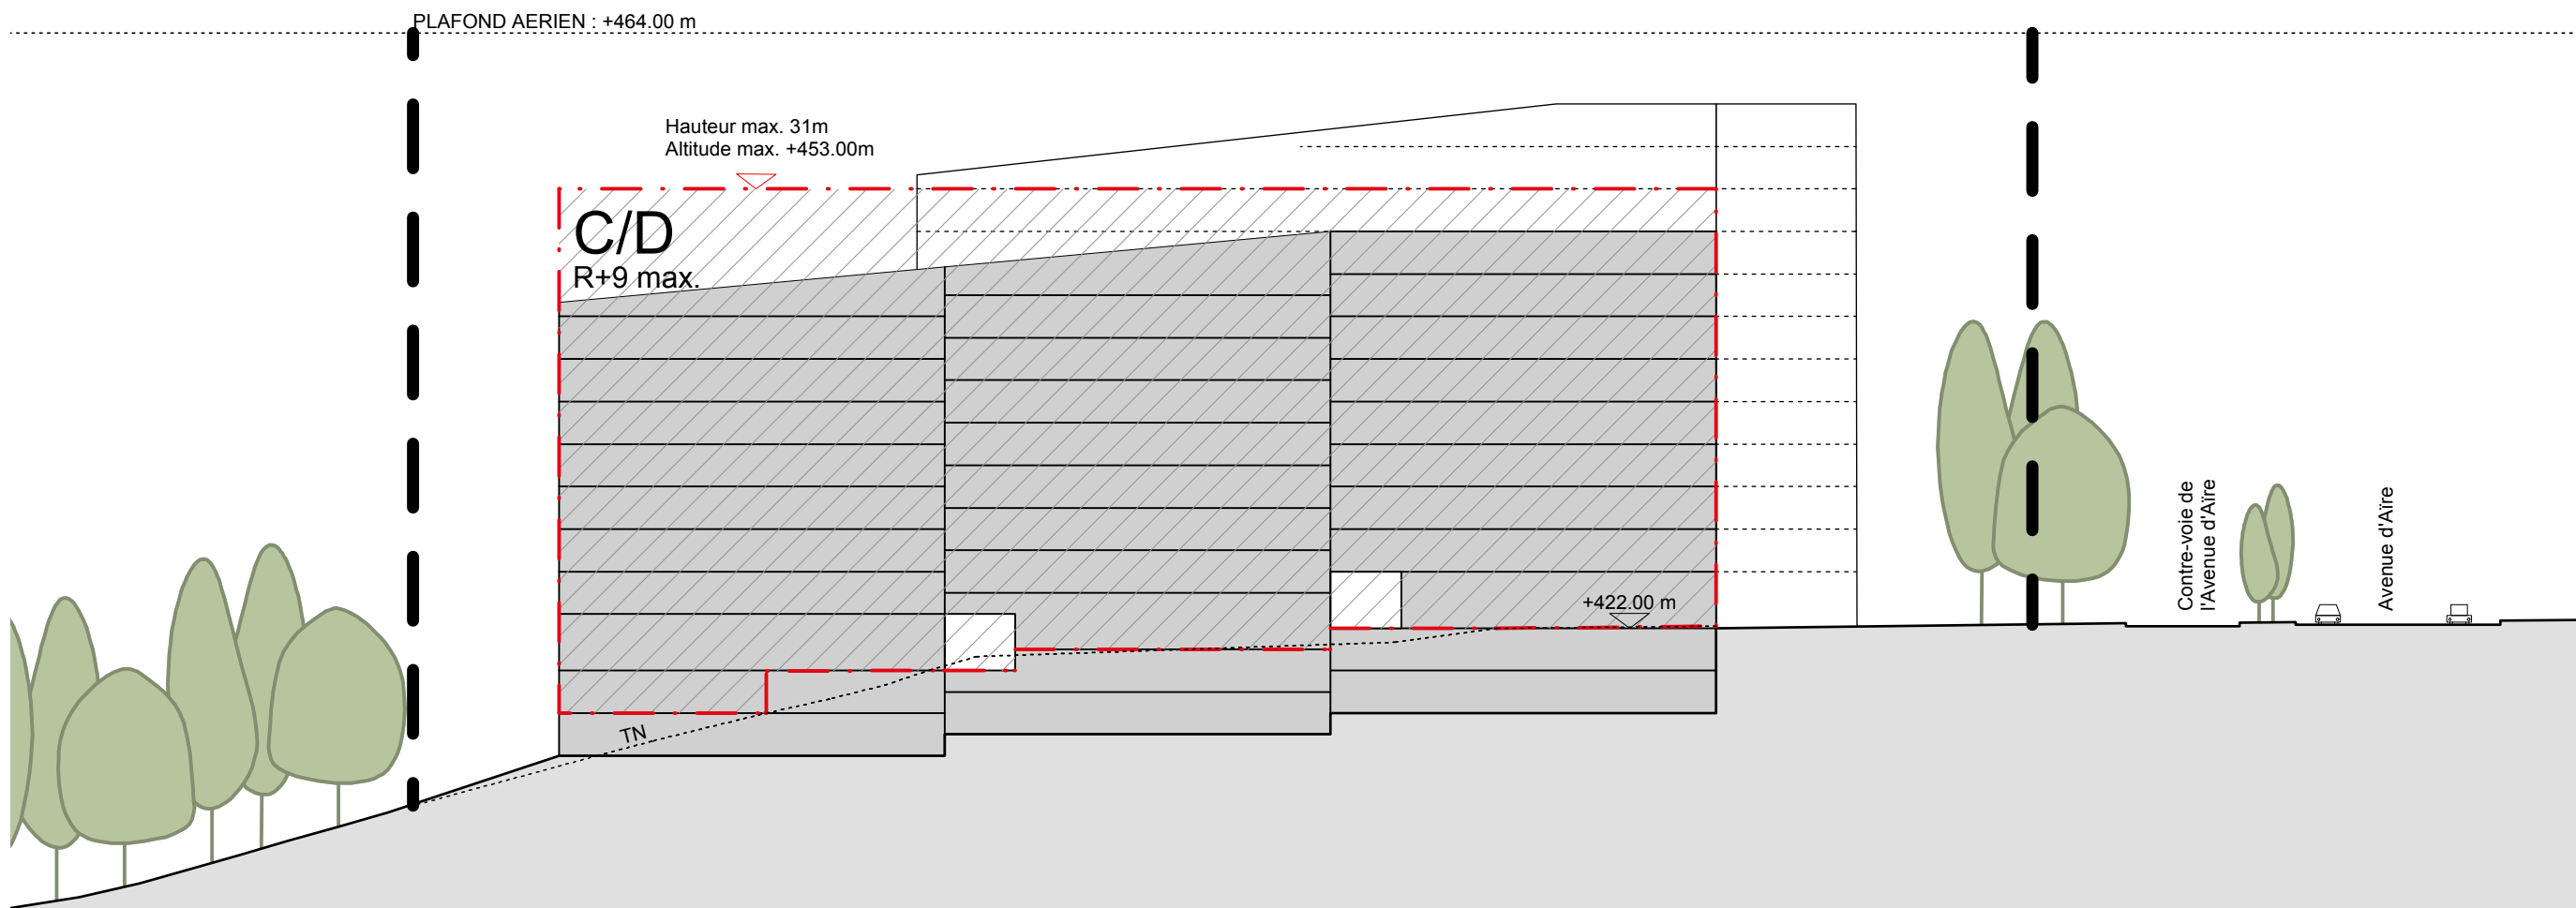 PLAFOND AERIEN : +464.00 m
Hauteur max. 31m
Altitude max. +453.00m
C/D
R+9 max.
+422.00 m
TN
Contre-voie de
l'Avenue d'Aïre
Avenue d'Aïre